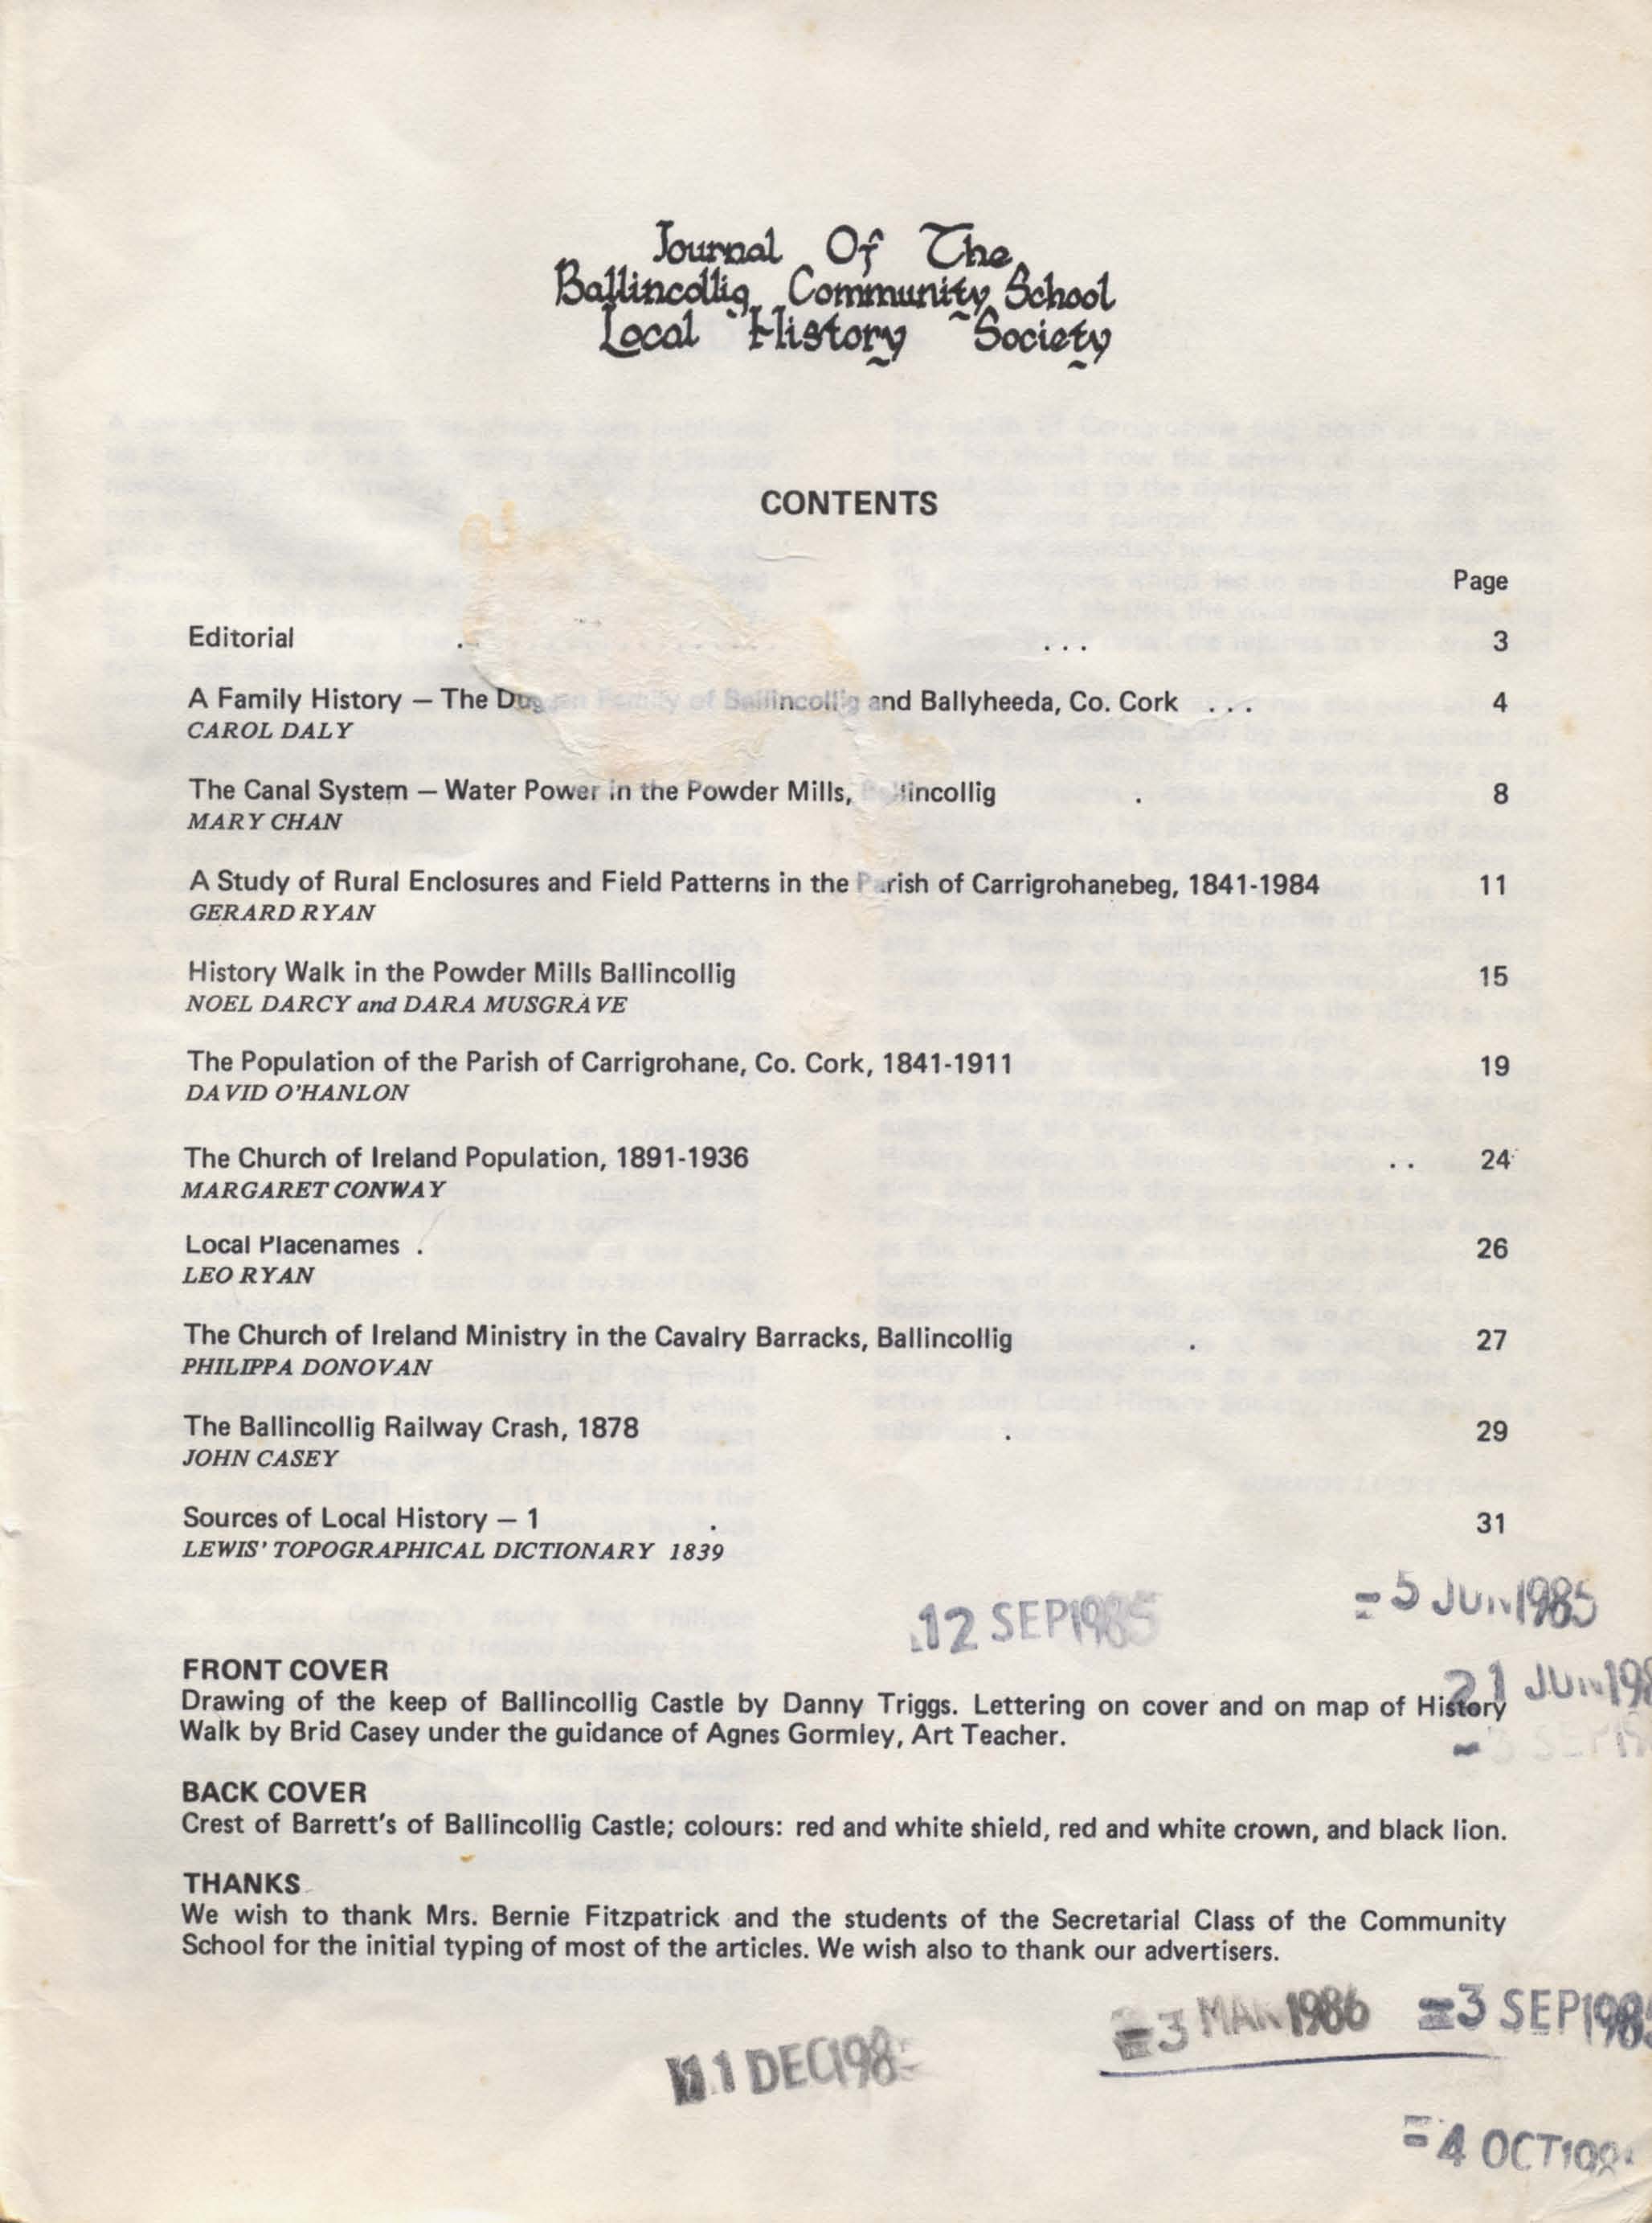 Journal Of The
Ballincollig Community School
Local History Society
CONTENTS
Page
Editorial ... 3
A Family History — The Duggan Family of Ballincollig and Ballyheeda, Co. Cork ... 4
CAROL DALY
The Canal System — Water Power in the Powder Mills, Ballincollig . 8
MARY CHAN
A Study of Rural Enclosures and Field Patterns in the Parish of Carrigrohanebeg, 1841-1984 11
GERARD RYAN
History Walk in the Powder Mills Ballincollig 15
NOEL DARCY and DARA MUSGRAVE
The Population of the Parish of Carrigrohane, Co. Cork, 1841-1911 19
DAVID O'HANLON
The Church of Ireland Population, 1891-1936 .. 24
MARGARET CONWAY
Local Placenames . 26
LEO RYAN
The Church of Ireland Ministry in the Cavalry Barracks, Ballincollig . 27
PHILIPPA DONOVAN
The Ballincollig Railway Crash, 1878 . 29
JOHN CASEY
Sources of Local History — 1 . 31
LEWIS' TOPOGRAPHICAL DICTIONARY 1839
12 SEP 1985
-5 JUN 1985
FRONT COVER
21 JUN 198
Drawing of the keep of Ballincollig Castle by Danny Triggs. Lettering on cover and on map of History
Walk by Brid Casey under the guidance of Agnes Gormley, Art Teacher.
BACK COVER
Crest of Barrett's of Ballincollig Castle; colours: red and white shield, red and white crown, and black lion.
THANKS
We wish to thank Mrs. Bernie Fitzpatrick and the students of the Secretarial Class of the Community
School for the initial typing of most of the articles. We wish also to thank our advertisers.
-3 MAR 1986
=3 SEP 1985
11 DEC 198
-4 OCT